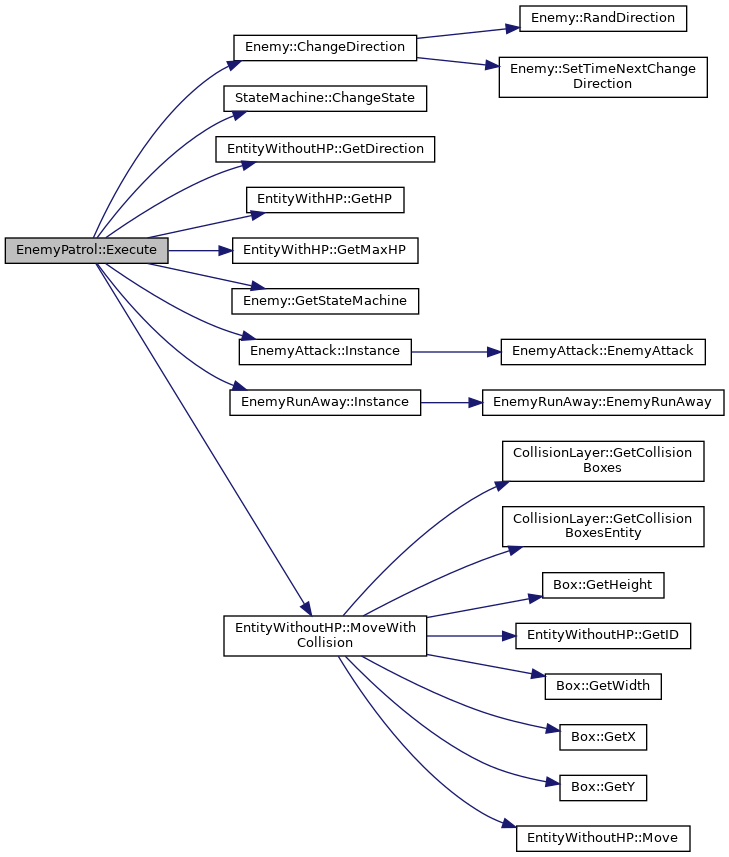 EnemyPatrol::Execute
Enemy::ChangeDirection
Enemy::RandDirection
Enemy::SetTimeNextChange
Direction
StateMachine::ChangeState
EntityWithoutHP::GetDirection
EntityWithHP::GetHP
EntityWithHP::GetMaxHP
Enemy::GetStateMachine
EnemyAttack::Instance
EnemyAttack::EnemyAttack
EnemyRunAway::Instance
EnemyRunAway::EnemyRunAway
EntityWithoutHP::MoveWith
Collision
CollisionLayer::GetCollision
Boxes
CollisionLayer::GetCollision
BoxesEntity
Box::GetHeight
EntityWithoutHP::GetID
Box::GetWidth
Box::GetX
Box::GetY
EntityWithoutHP::Move